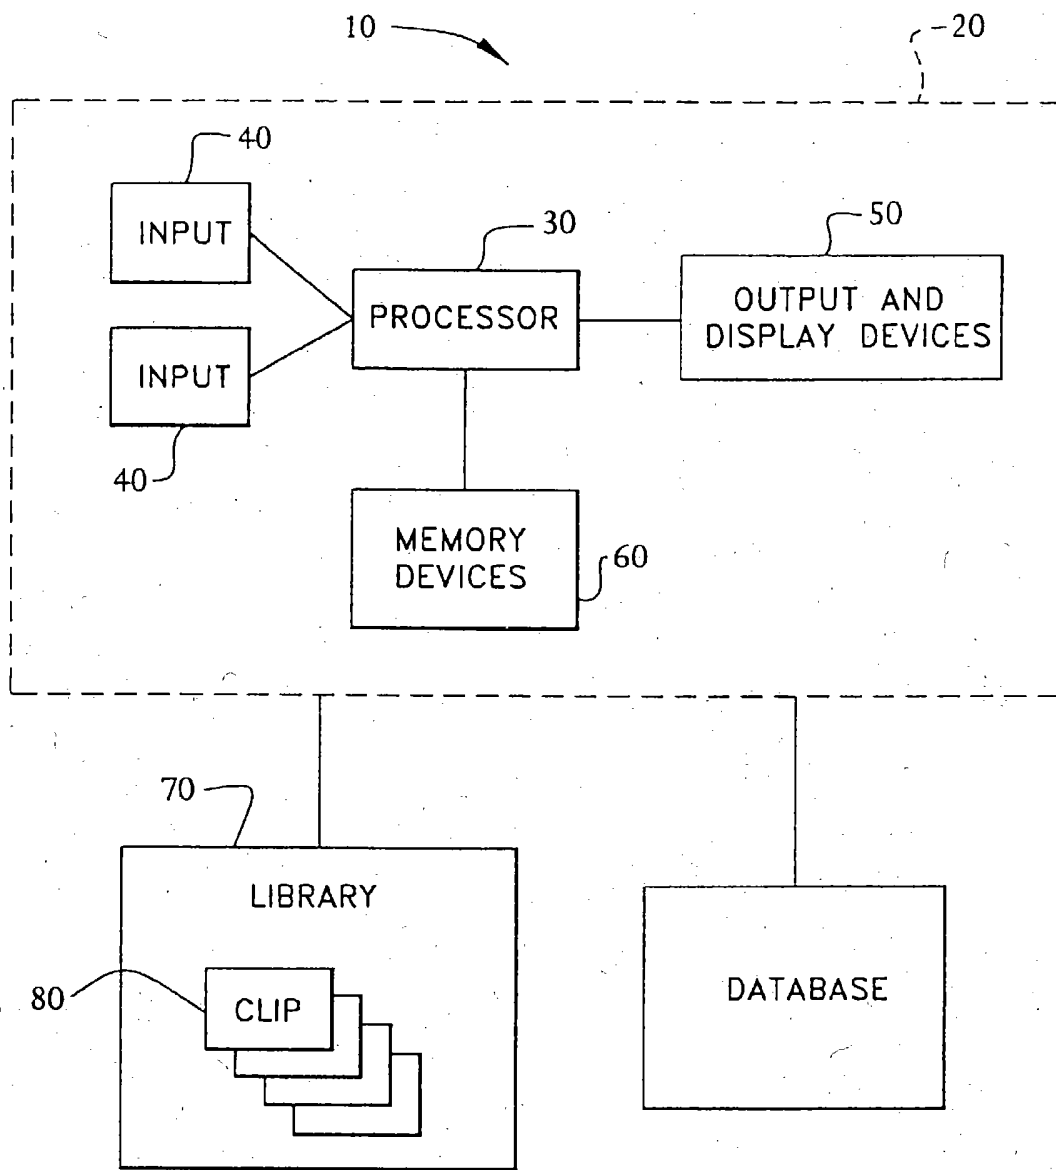 10
20
40
INPUT
30
50
PROCESSOR
OUTPUT AND
DISPLAY DEVICES
INPUT
40
MEMORY
DEVICES
60
70
LIBRARY
80
CLIP
DATABASE